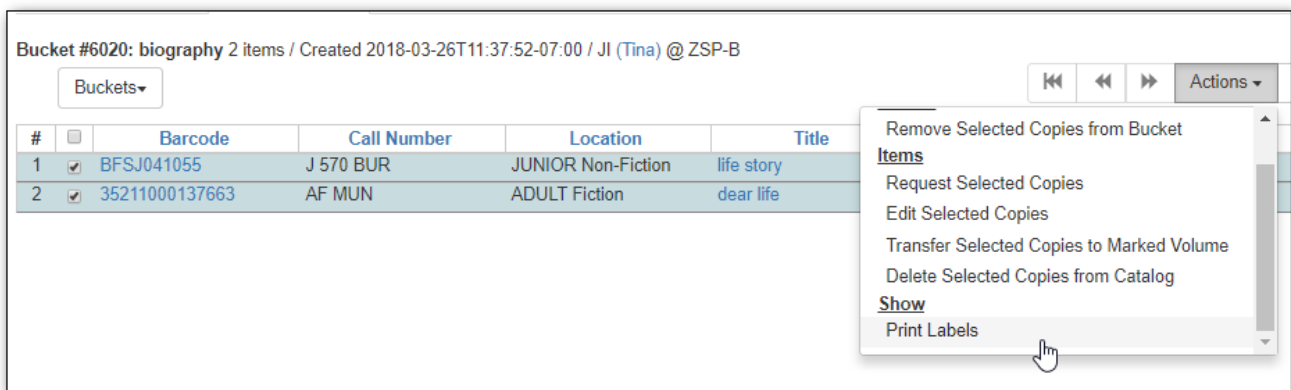 Bucket #6020: biography 2 items / Created 2018-03-26T11:37:52-07:00 / JI (Tina) @ ZSP-B
Buckets
Actions
# Barcode Call Number Location Title
1 BFSJ041055 J 570 BUR JUNIOR Non-Fiction life story
2 35211000137663 AF MUN ADULT Fiction dear life
Remove Selected Copies from Bucket
Items
Request Selected Copies
Edit Selected Copies
Transfer Selected Copies to Marked Volume
Delete Selected Copies from Catalog
Show
Print Labels